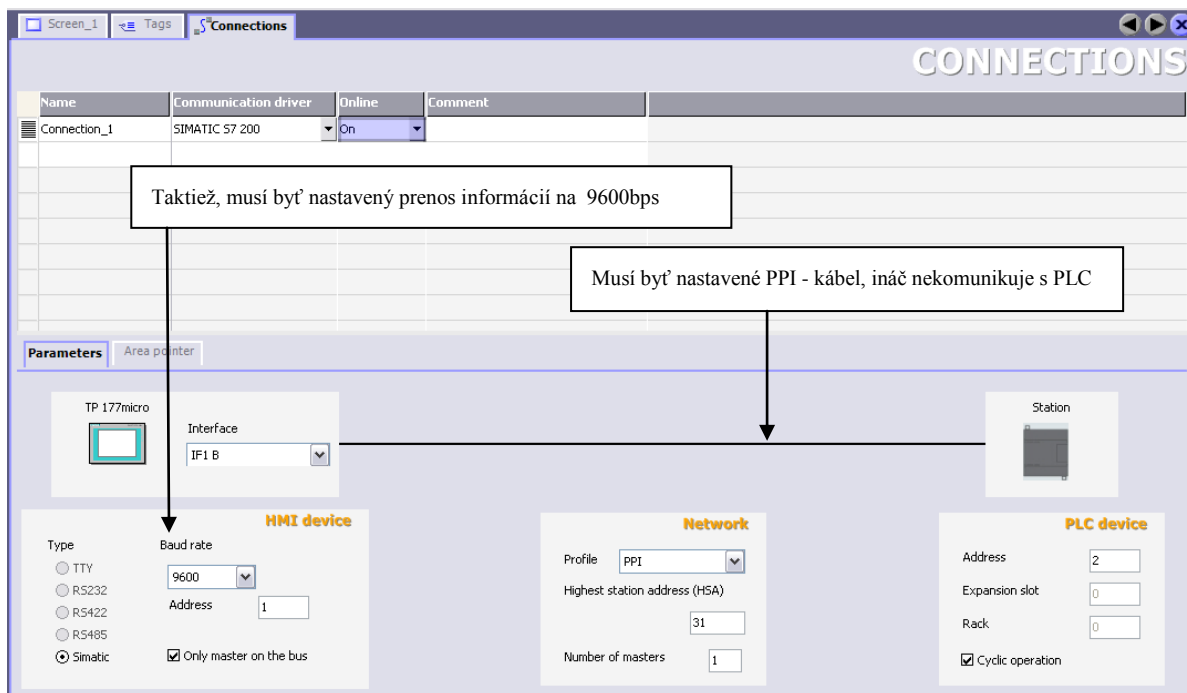 Screen_1 Tags Connections
CONNECTIONS
Name Communication driver Online Comment
Connection_1 SIMATIC S7 200 On
Taktiež, musí byť nastavený prenos informácií na 9600bps
Musí byť nastavené PPI - kábel, ináč nekomunikuje s PLC
Parameters Area pointer
TP 177micro
Interface
IF1 B
Station
HMI device
Type Baud rate
TTY
9600
RS232
Address 1
RS422
RS485
Simatic Only master on the bus
Network
Profile PPI
Highest station address (HSA)
31
Number of masters 1
PLC device
Address 2
Expansion slot 0
Rack 0
Cyclic operation